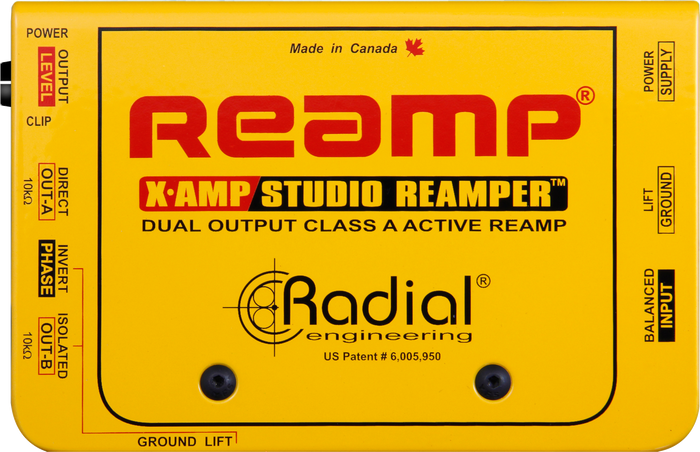 POWER
OUTPUT
LEVEL
CLIP
DIRECT
OUT-A
10kΩ
INVERT
PHASE
ISOLATED
OUT-B
10kΩ
GROUND LIFT
Made in Canada
REAMP®
X·AMP/STUDIO REAMPER™
DUAL OUTPUT CLASS A ACTIVE REAMP
Radial®
engineering
US Patent # 6,005,950
POWER
SUPPLY
LIFT
GROUND
BALANCED
INPUT